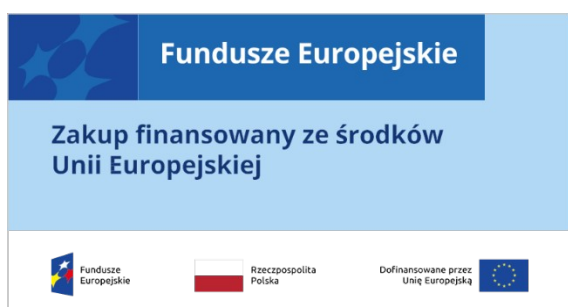 Fundusze Europejskie
Zakup finansowany ze środków
Unii Europejskiej
Fundusze
Europejskie
Rzeczpospolita
Polska
Dofinansowane przez
Unię Europejską